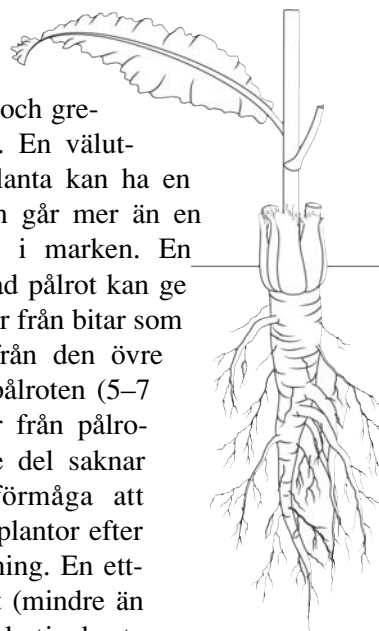 och gre-
. En välut-
lanta kan ha en
n går mer än en
i marken. En
ad pålrot kan ge
r från bitar som
från den övre
pålroten (5–7
r från pålro-
e del saknar
förmåga att
plantor efter
ning. En ett-
t (mindre än